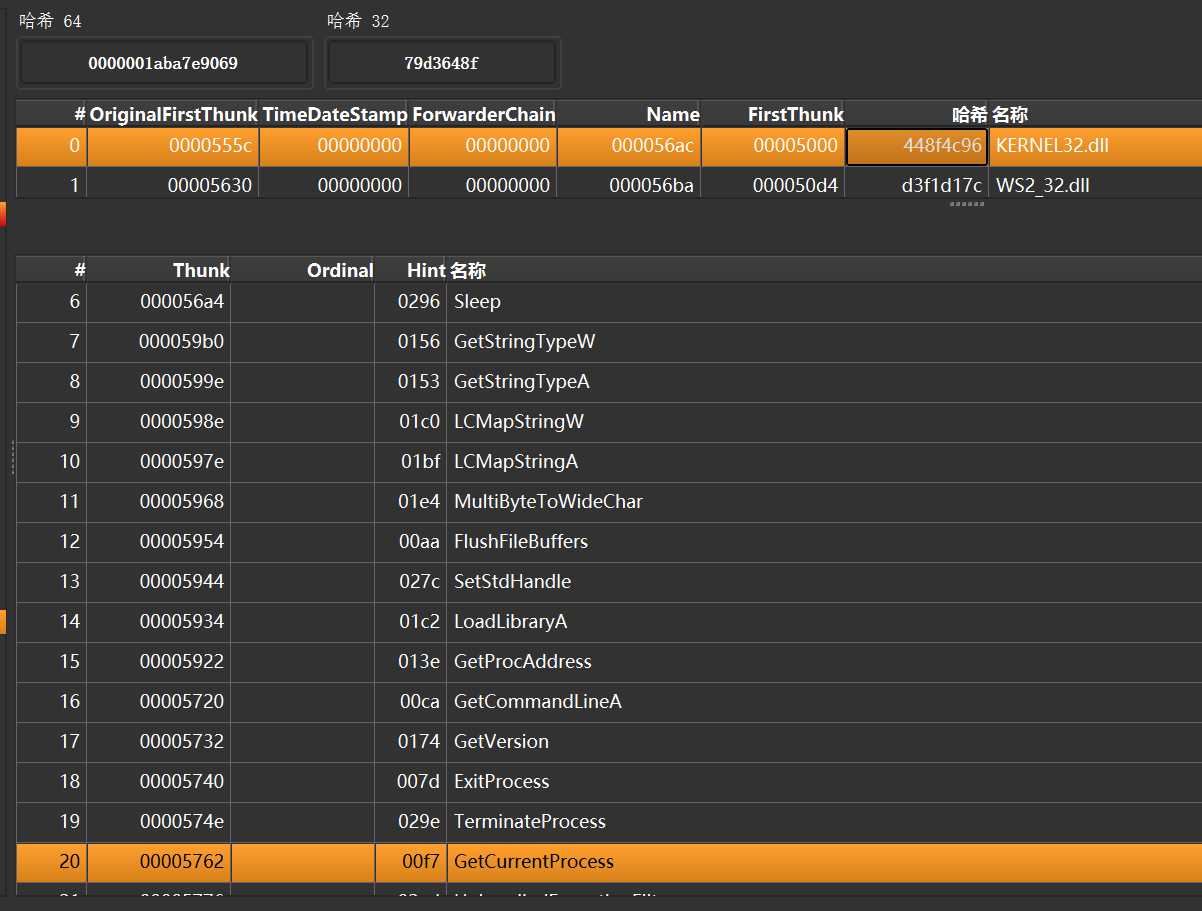 哈希 64 哈希 32
0000001aba7e9069 79d3648f
# OriginalFirstThunk TimeDateStamp ForwarderChain Name FirstThunk 哈希 名称
0 0000555c 00000000 00000000 000056ac 00005000 448f4c96 KERNEL32.dll
1 00005630 00000000 00000000 000056ba 000050d4 d3f1d17c WS2_32.dll
# Thunk Ordinal Hint 名称
6 000056a4 0296 Sleep
7 000059b0 0156 GetStringTypeW
8 0000599e 0153 GetStringTypeA
9 0000598e 01c0 LCMapStringW
10 0000597e 01bf LCMapStringA
11 00005968 01e4 MultiByteToWideChar
12 00005954 00aa FlushFileBuffers
13 00005944 027c SetStdHandle
14 00005934 01c2 LoadLibraryA
15 00005922 013e GetProcAddress
16 00005720 00ca GetCommandLineA
17 00005732 0174 GetVersion
18 00005740 007d ExitProcess
19 0000574e 029e TerminateProcess
20 00005762 00f7 GetCurrentProcess